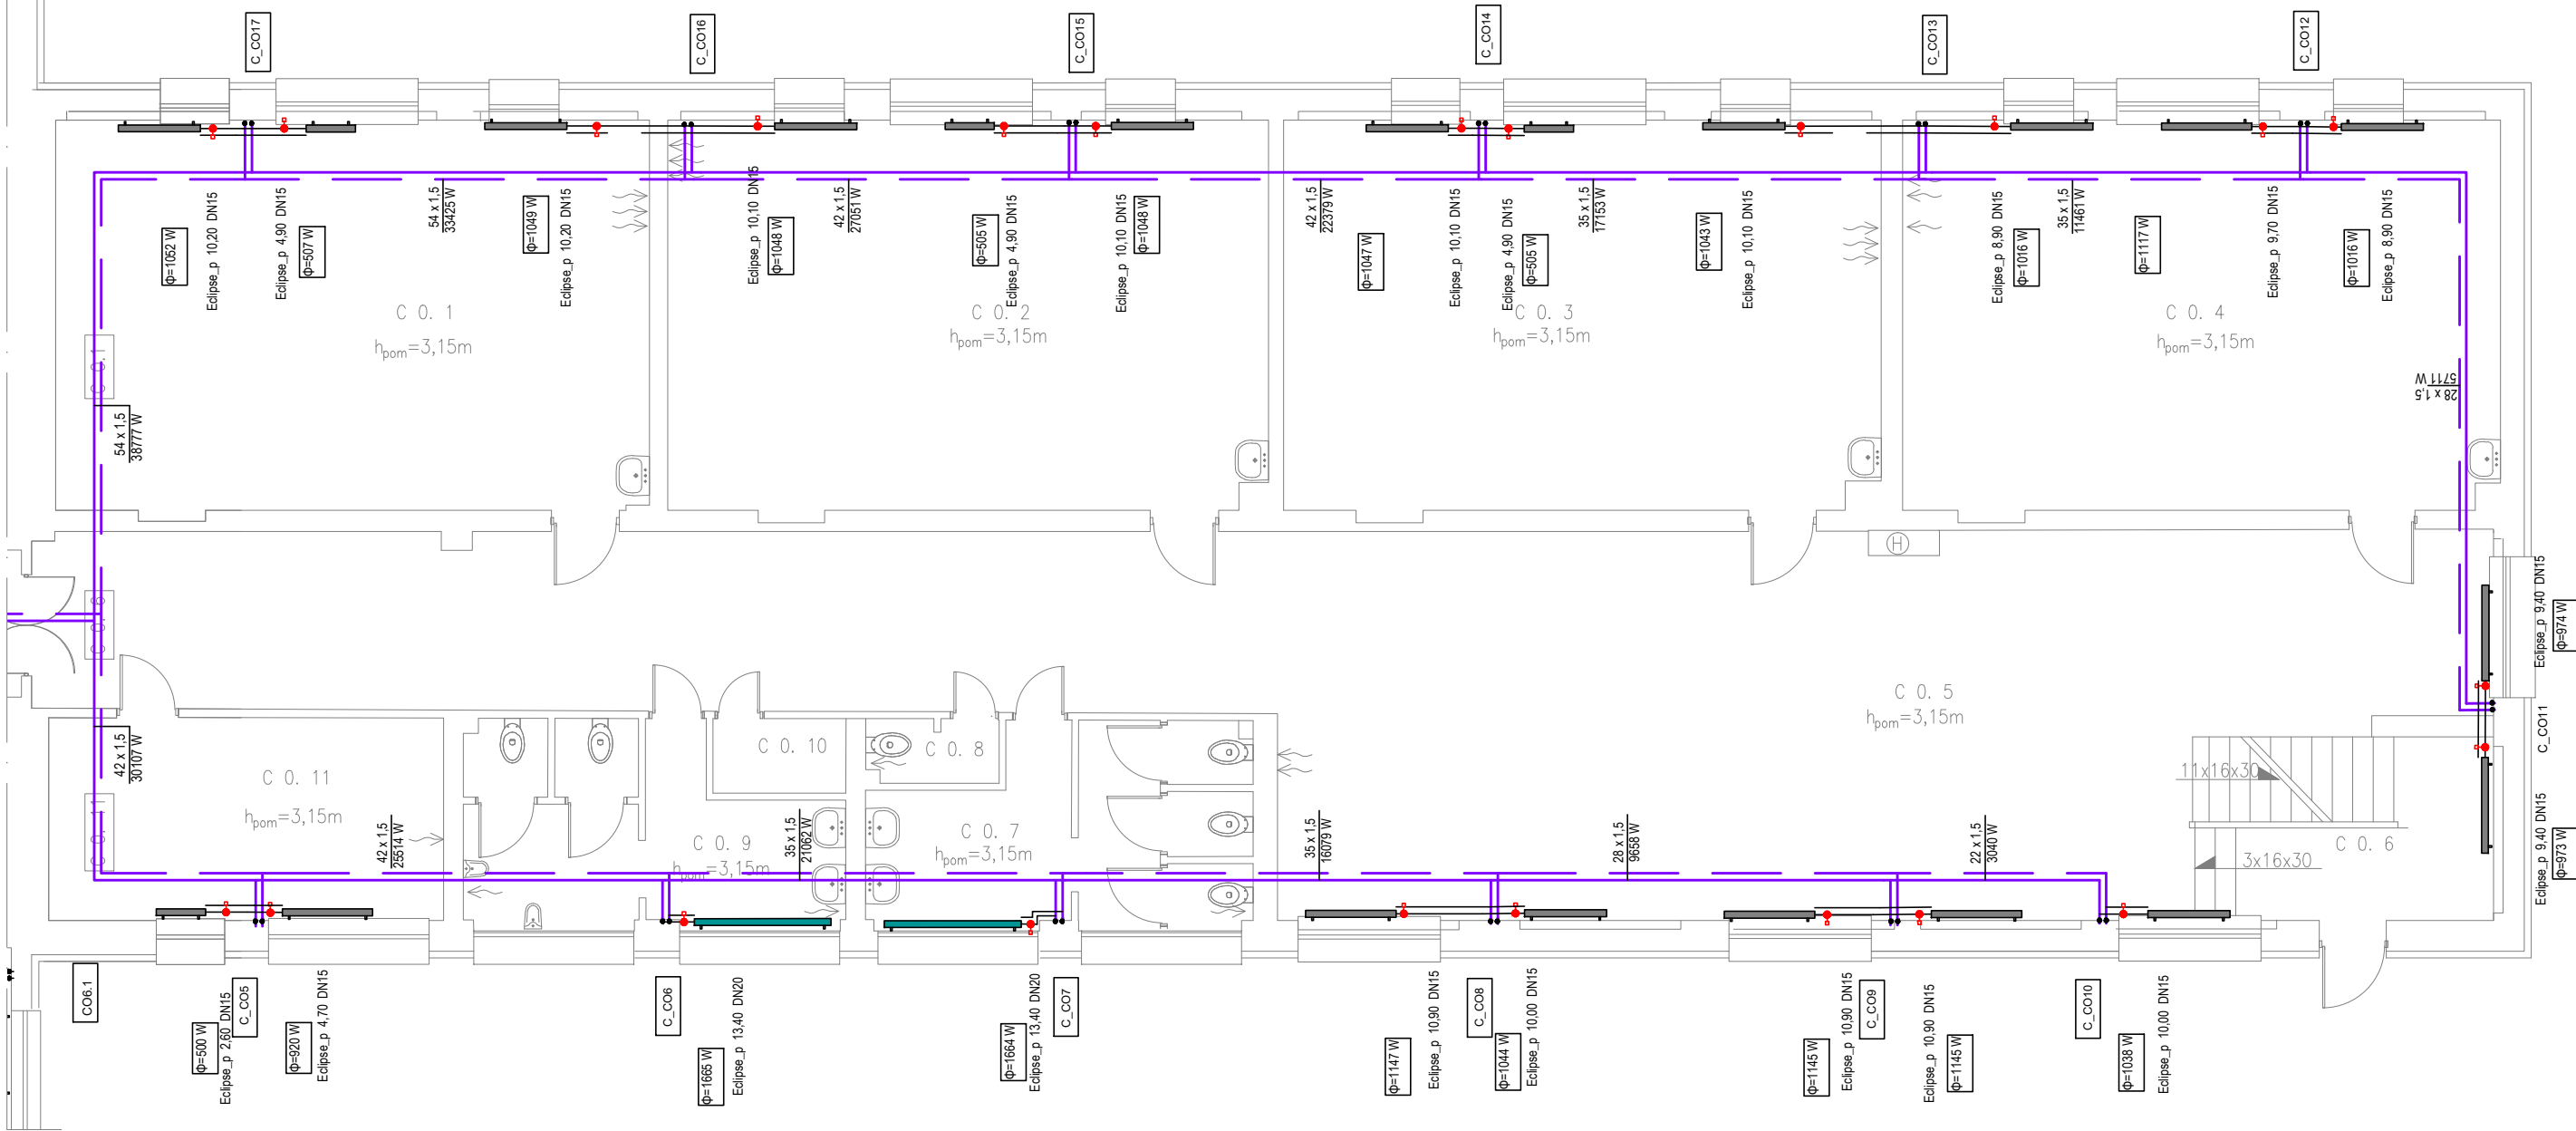 C_CO17
C_CO16
C_CO15
C_CO14
C_CO13
C_CO12
Φ=1052 W
Eclipse_p 10,20 DN15
Eclipse_p 4,90 DN15
Φ=507 W
54 x 1,5
33425 W
Φ=1049 W
Eclipse_p 10,20 DN15
Eclipse_p 10,10 DN15
Φ=1048 W
42 x 1,5
27051 W
Φ=505 W
Eclipse_p 4,90 DN15
Eclipse_p 10,10 DN15
Φ=1048 W
42 x 1,5
22379 W
Φ=1047 W
Eclipse_p 10,10 DN15
Eclipse_p 4,90 DN15
Φ=505 W
35 x 1,5
17153 W
Φ=1043 W
Eclipse_p 10,10 DN15
Eclipse_p 8,90 DN15
Φ=1016 W
35 x 1,5
11461 W
Φ=1117 W
Eclipse_p 9,70 DN15
Φ=1016 W
Eclipse_p 8,90 DN15
C 0. 1
hpom=3,15m
C 0. 2
hpom=3,15m
C 0. 3
hpom=3,15m
C 0. 4
hpom=3,15m
C 0.1
54 x 1,5
38777 W
28 x 1,5
5711 W
H
Eclipse_p 9,40 DN15
Φ=974 W
C_CO11
42 x 1,5
30107 W
C 0. 11
hpom=3,15m
C 0. 10
C 0. 8
C 0. 5
hpom=3,15m
11x16x30
3x16x30
C 0. 6
C 0. 11
42 x 1,5
25514 W
C 0. 9
hpom=3,15m
35 x 1,5
21062 W
C 0. 7
hpom=3,15m
35 x 1,5
16079 W
28 x 1,5
9658 W
22 x 1,5
3040 W
Eclipse_p 9,40 DN15
Φ=973 W
CO6.1
Φ=500 W
Eclipse_p 2,60 DN15
C_CO5
Φ=920 W
Eclipse_p 4,70 DN15
C_CO6
Φ=1665 W
Eclipse_p 13,40 DN20
Φ=1664 W
Eclipse_p 13,40 DN20
C_CO7
Φ=1147 W
Eclipse_p 10,90 DN15
C_CO8
Φ=1044 W
Eclipse_p 10,00 DN15
Φ=1145 W
Eclipse_p 10,90 DN15
C_CO9
Eclipse_p 10,90 DN15
Φ=1145 W
C_CO10
Φ=1038 W
Eclipse_p 10,00 DN15